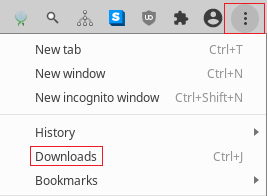 New tab Ctrl+T
New window Ctrl+N
New incognito window Ctrl+Shift+N
History
Downloads Ctrl+J
Bookmarks